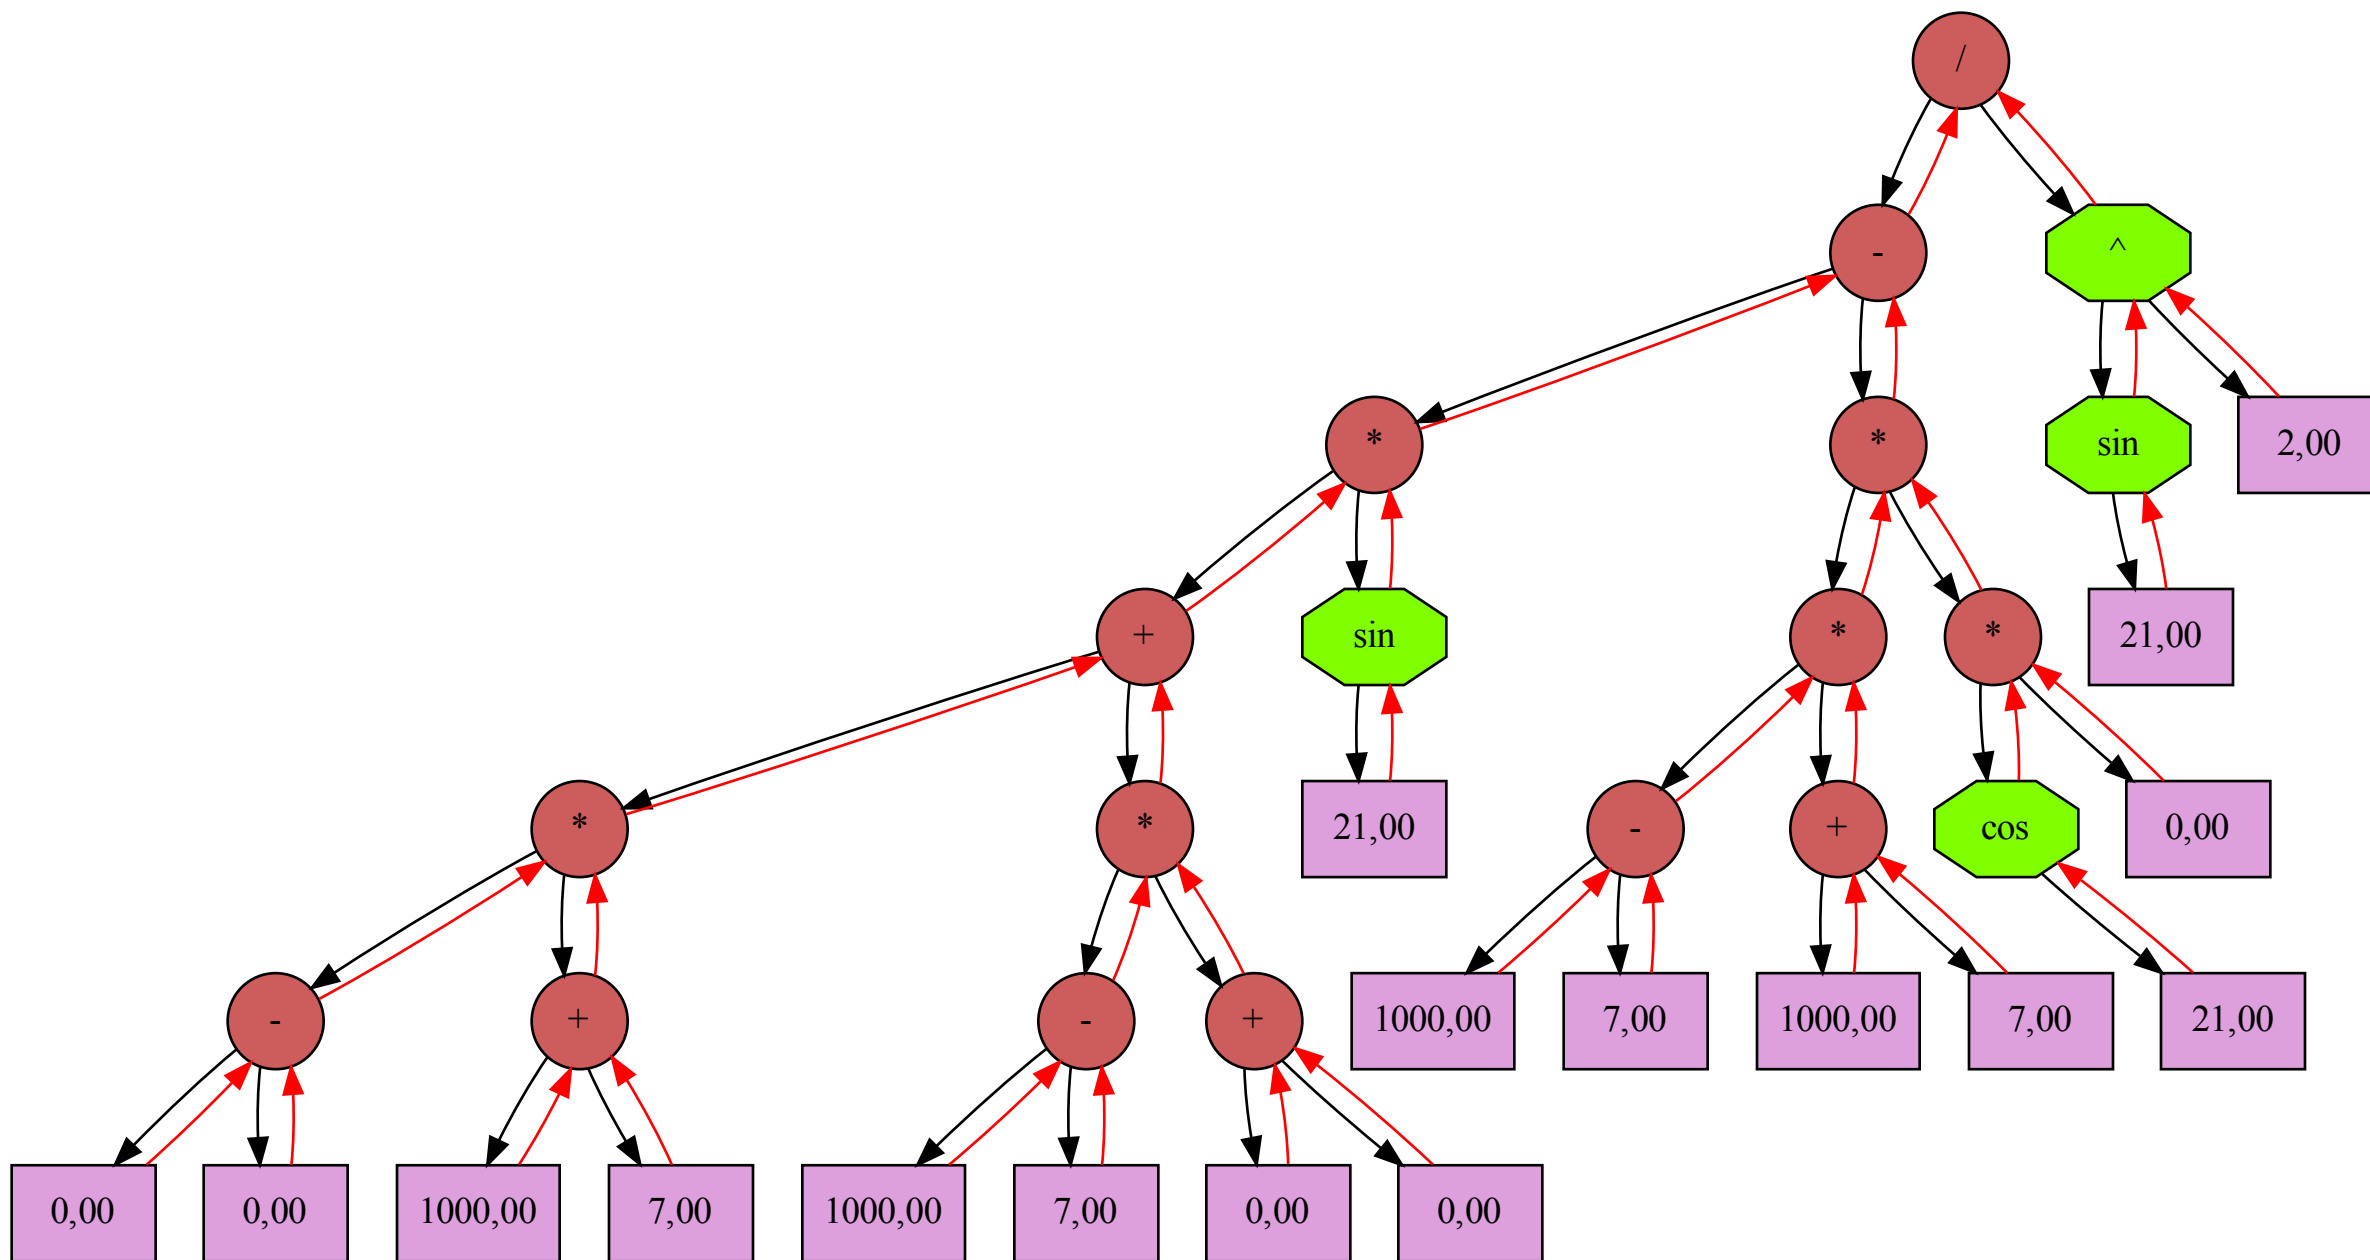 /
- ^
* * sin 2,00
+ sin * * 21,00
* * 21,00 - + cos 0,00
- + - + 1000,00 7,00 1000,00 7,00 21,00
0,00 0,00 1000,00 7,00 1000,00 7,00 0,00 0,00